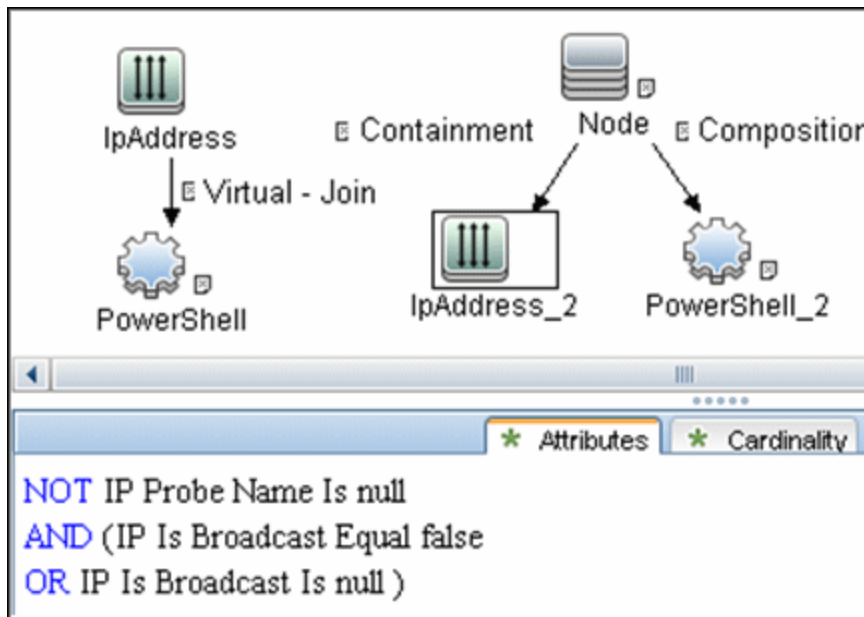 IpAddress
Virtual - Join
PowerShell
Node
Containment
Composition
IpAddress_2
PowerShell_2
* Attributes
* Cardinality
NOT IP Probe Name Is null
AND (IP Is Broadcast Equal false
OR IP Is Broadcast Is null )